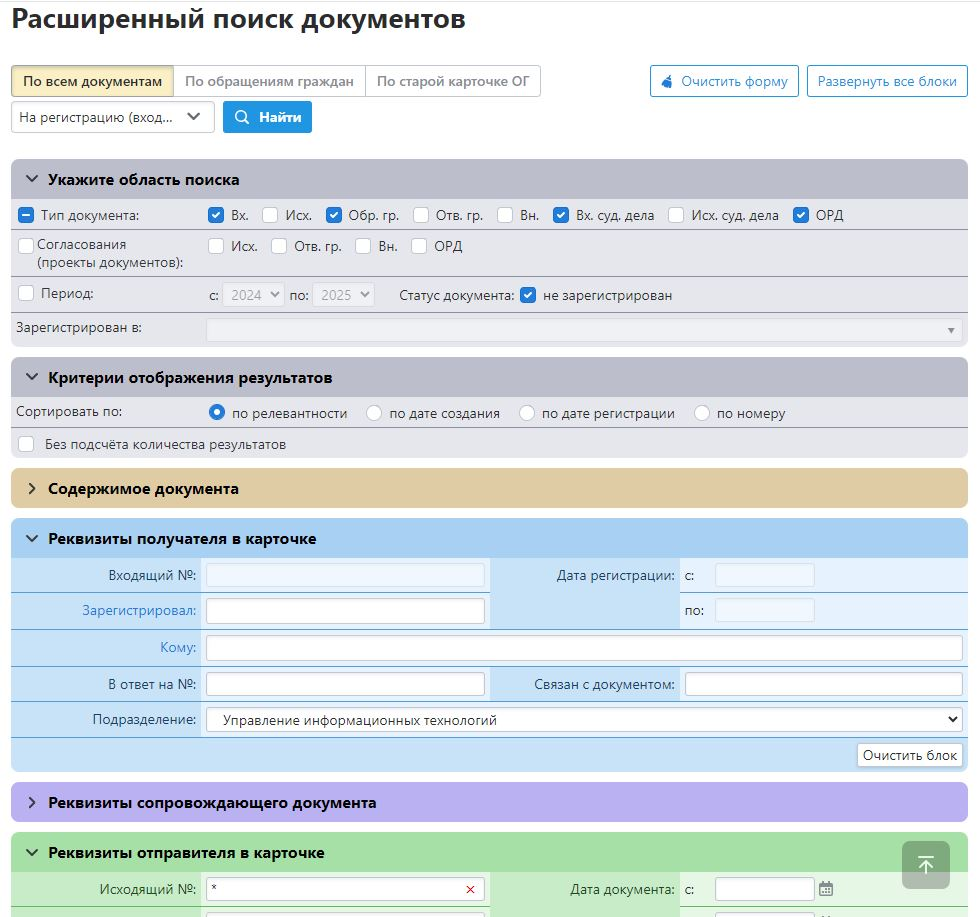 Расширенный поиск документов
По всем документам По обращениям граждан По старой карточке ОГ Очистить форму Развернуть все блоки
На регистрацию (вход... Найти
Укажите область поиска
Тип документа: Вх. Исх. Обр. гр. Отв. гр. Вн. Вх. суд. дела Исх. суд. дела ОРД
Согласования
(проекты документов): Исх. Отв. гр. Вн. ОРД
Период: с: 2024 по: 2025 Статус документа: не зарегистрирован
Зарегистрирован в:
Критерии отображения результатов
Сортировать по: по релевантности по дате создания по дате регистрации по номеру
Без подсчёта количества результатов
Содержимое документа
Реквизиты получателя в карточке
Входящий №: Дата регистрации: с:
Зарегистрировал: по:
Кому:
В ответ на №: Связан с документом:
Подразделение: Управление информационных технологий
Очистить блок
Реквизиты сопровождающего документа
Реквизиты отправителя в карточке
Исходящий №: * Дата документа: с: